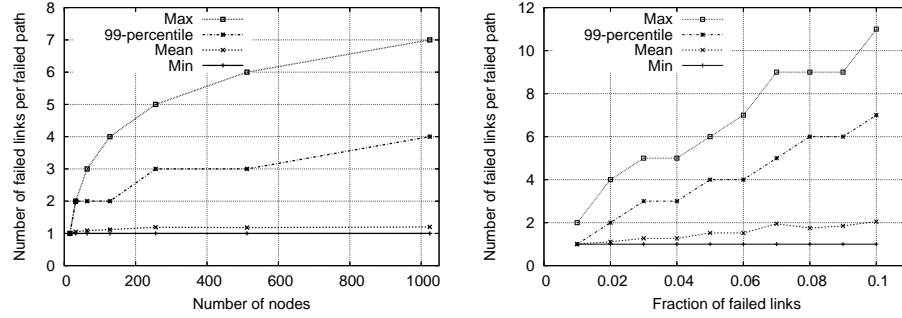 Number of failed links per failed path
8
7
6
5
4
3
2
1
0
Max
99-percentile
Mean
Min
0 200 400 600 800 1000
Number of nodes
Number of failed links per failed path
12
10
8
6
4
2
0
Max
99-percentile
Mean
Min
0 0.02 0.04 0.06 0.08 0.1
Fraction of failed links